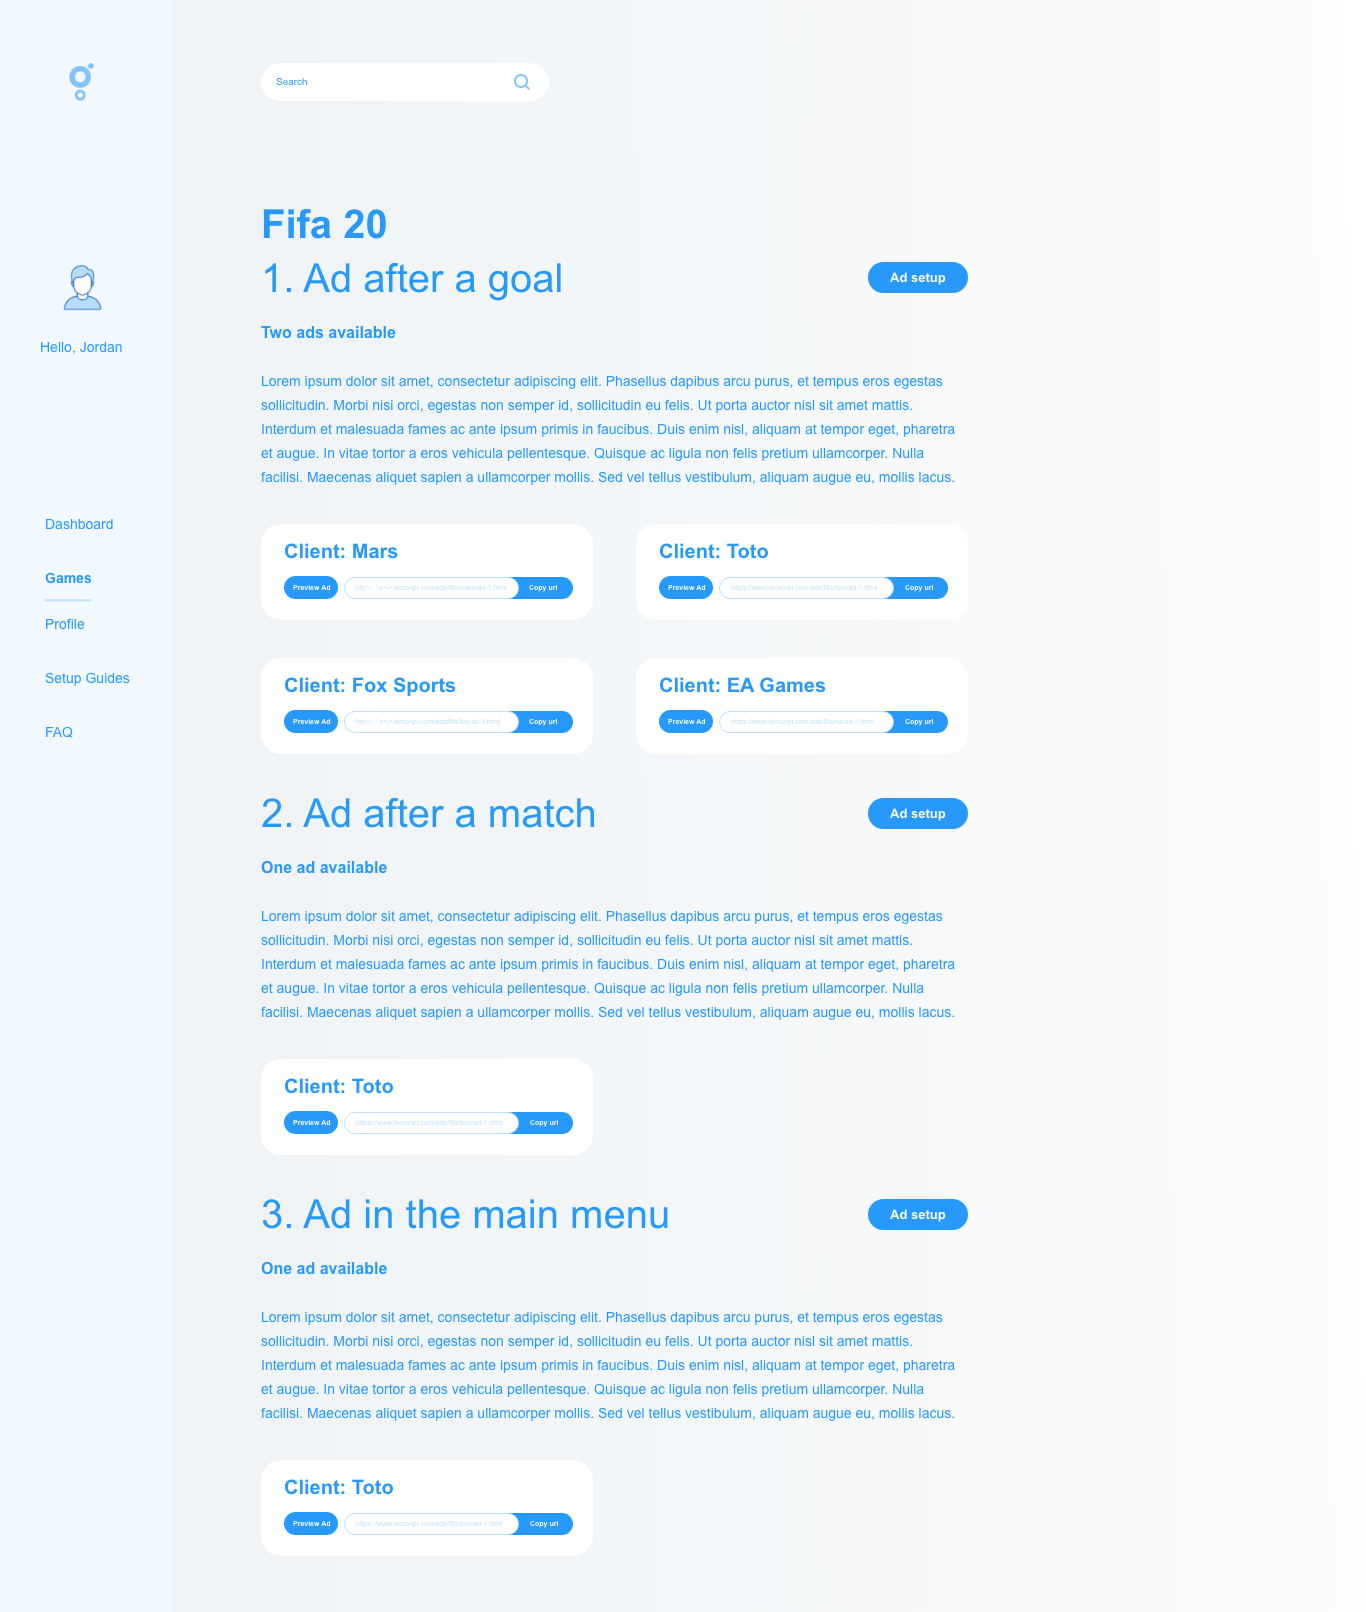 Search
Hello, Jordan
Dashboard
Games
Profile
Setup Guides
FAQ
Fifa 20
1. Ad after a goal
Ad setup
Two ads available
Lorem ipsum dolor sit amet, consectetur adipiscing elit. Phasellus dapibus arcu purus, et tempus eros egestas
sollicitudin. Morbi nisi orci, egestas non semper id, sollicitudin eu felis. Ut porta auctor nisl sit amet mattis.
Interdum et malesuada fames ac ante ipsum primis in faucibus. Duis enim nisl, aliquam at tempor eget, pharetra
et augue. In vitae tortor a eros vehicula pellentesque. Quisque ac ligula non felis pretium ullamcorper. Nulla
facilisi. Maecenas aliquet sapien a ullamcorper mollis. Sed vel tellus vestibulum, aliquam augue eu, mollis lacus.
Client: Mars
Preview Ad
Copy url
Client: Toto
Preview Ad https://www.lemonpi.com/ads/fifa/toto/ad-1.html Copy url
Client: Fox Sports
Preview Ad
Copy url
Client: EA Games
Preview Ad https://www.lemonpi.com/ads/fifa/ea/ad-1.html Copy url
2. Ad after a match
Ad setup
One ad available
Lorem ipsum dolor sit amet, consectetur adipiscing elit. Phasellus dapibus arcu purus, et tempus eros egestas
sollicitudin. Morbi nisi orci, egestas non semper id, sollicitudin eu felis. Ut porta auctor nisl sit amet mattis.
Interdum et malesuada fames ac ante ipsum primis in faucibus. Duis enim nisl, aliquam at tempor eget, pharetra
et augue. In vitae tortor a eros vehicula pellentesque. Quisque ac ligula non felis pretium ullamcorper. Nulla
facilisi. Maecenas aliquet sapien a ullamcorper mollis. Sed vel tellus vestibulum, aliquam augue eu, mollis lacus.
Client: Toto
Preview Ad https://www.lemonpi.com/ads/fifa/toto/ad-1.html Copy url
3. Ad in the main menu
Ad setup
One ad available
Lorem ipsum dolor sit amet, consectetur adipiscing elit. Phasellus dapibus arcu purus, et tempus eros egestas
sollicitudin. Morbi nisi orci, egestas non semper id, sollicitudin eu felis. Ut porta auctor nisl sit amet mattis.
Interdum et malesuada fames ac ante ipsum primis in faucibus. Duis enim nisl, aliquam at tempor eget, pharetra
et augue. In vitae tortor a eros vehicula pellentesque. Quisque ac ligula non felis pretium ullamcorper. Nulla
facilisi. Maecenas aliquet sapien a ullamcorper mollis. Sed vel tellus vestibulum, aliquam augue eu, mollis lacus.
Client: Toto
Preview Ad https://www.lemonpi.com/ads/fifa/toto/ad-1.html Copy url